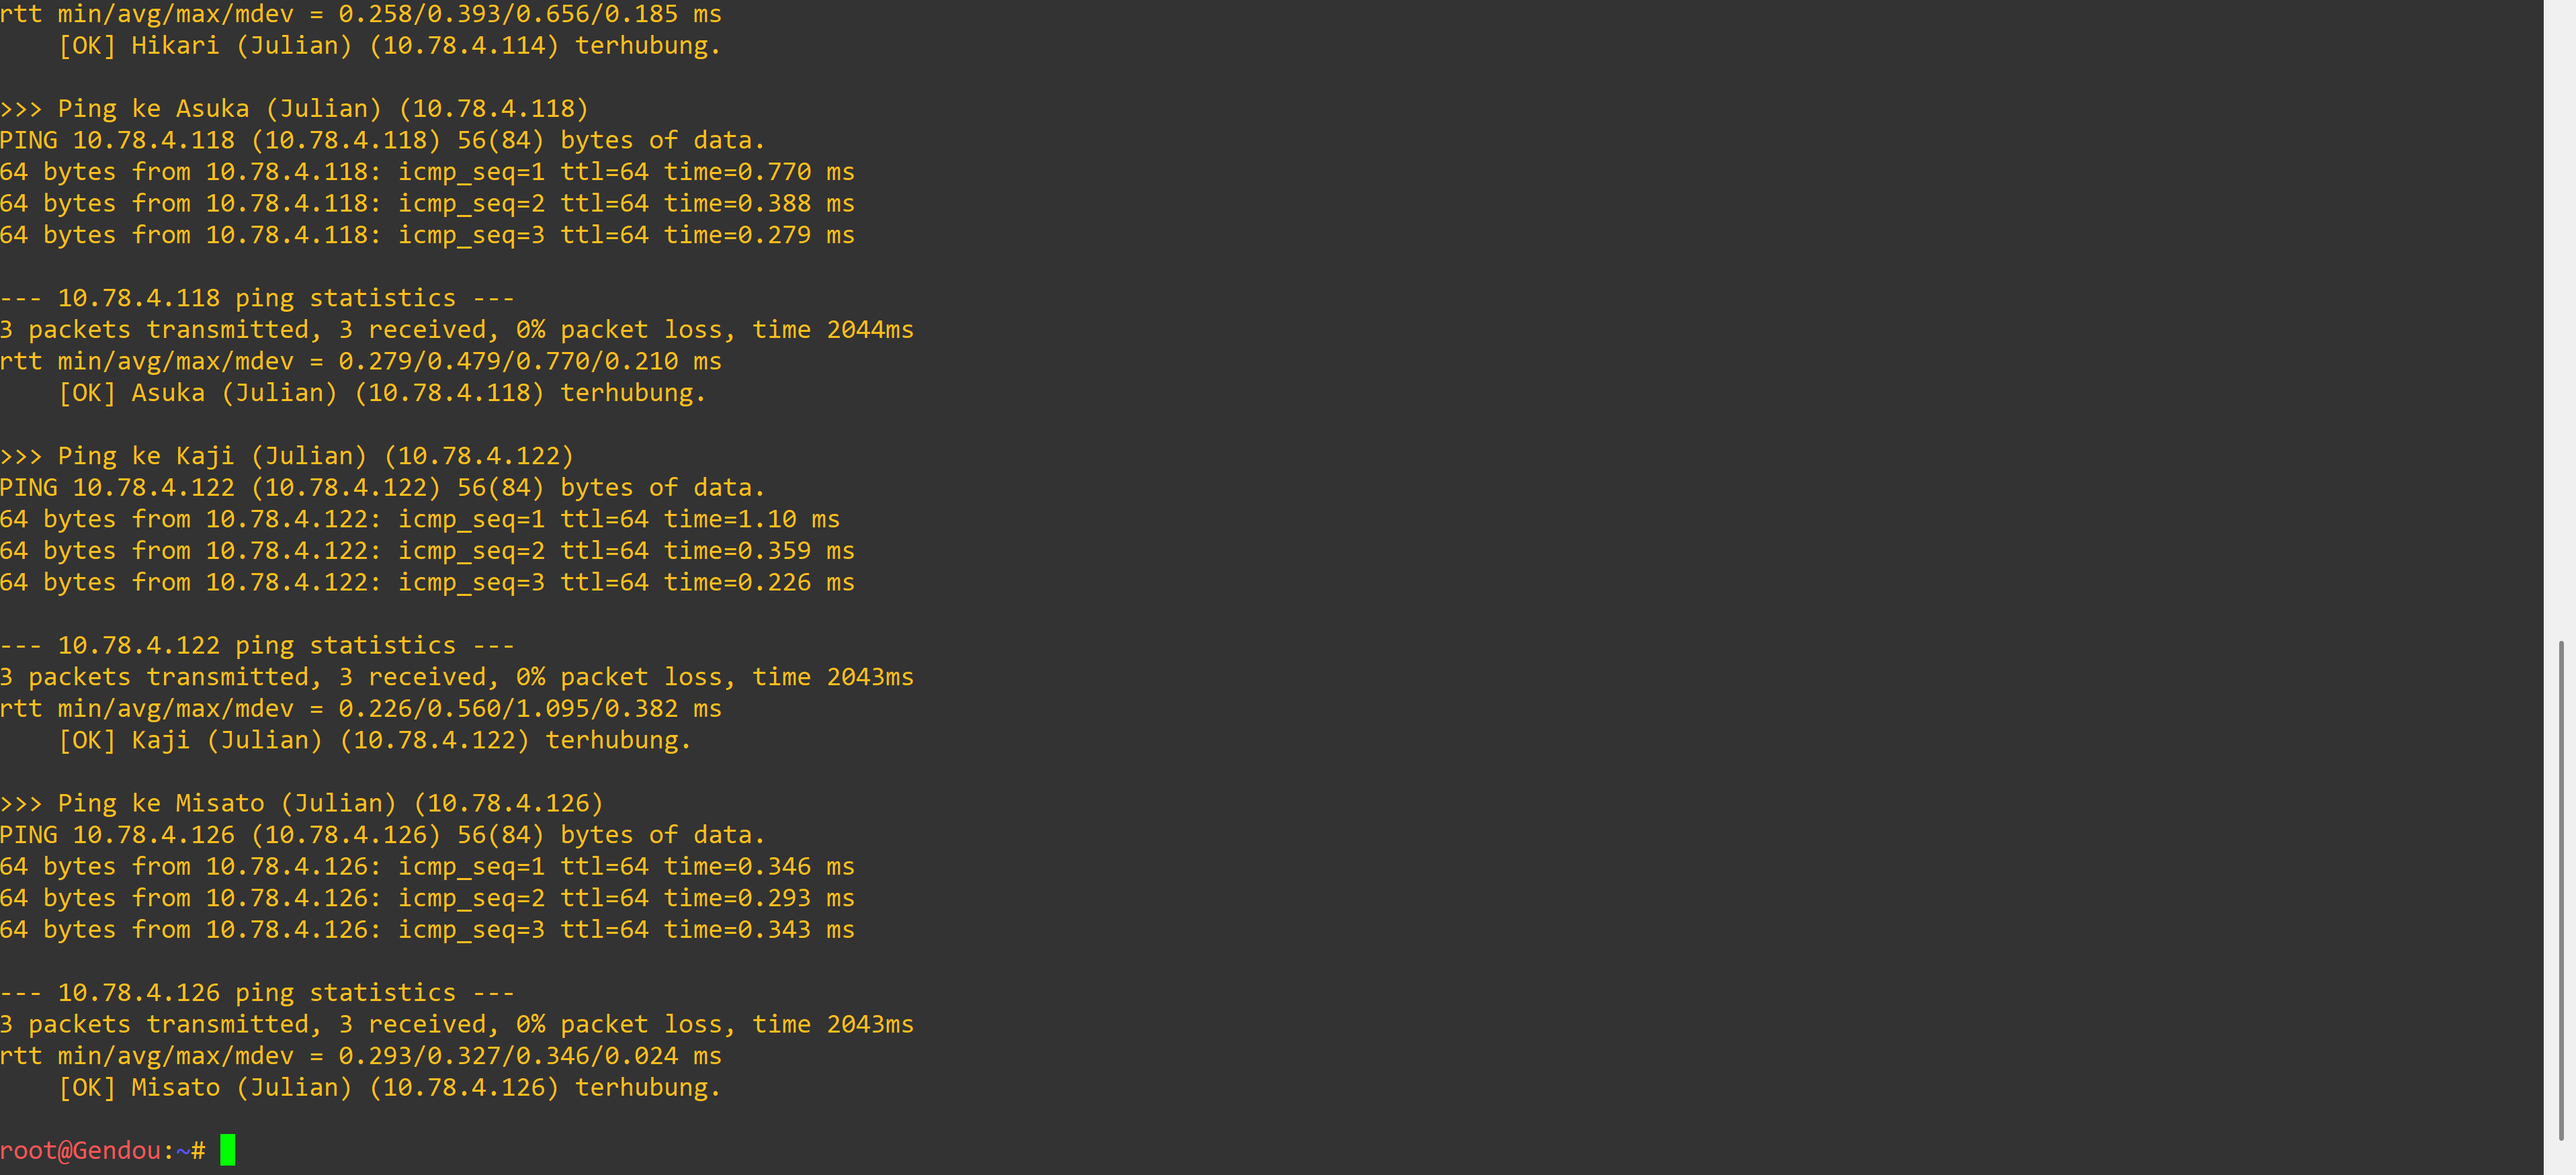 rtt min/avg/max/mdev = 0.258/0.393/0.656/0.185 ms
    [OK] Hikari (Julian) (10.78.4.114) terhubung.

>>> Ping ke Asuka (Julian) (10.78.4.118)
PING 10.78.4.118 (10.78.4.118) 56(84) bytes of data.
64 bytes from 10.78.4.118: icmp_seq=1 ttl=64 time=0.770 ms
64 bytes from 10.78.4.118: icmp_seq=2 ttl=64 time=0.388 ms
64 bytes from 10.78.4.118: icmp_seq=3 ttl=64 time=0.279 ms

--- 10.78.4.118 ping statistics ---
3 packets transmitted, 3 received, 0% packet loss, time 2044ms
rtt min/avg/max/mdev = 0.279/0.479/0.770/0.210 ms
    [OK] Asuka (Julian) (10.78.4.118) terhubung.

>>> Ping ke Kaji (Julian) (10.78.4.122)
PING 10.78.4.122 (10.78.4.122) 56(84) bytes of data.
64 bytes from 10.78.4.122: icmp_seq=1 ttl=64 time=1.10 ms
64 bytes from 10.78.4.122: icmp_seq=2 ttl=64 time=0.359 ms
64 bytes from 10.78.4.122: icmp_seq=3 ttl=64 time=0.226 ms

--- 10.78.4.122 ping statistics ---
3 packets transmitted, 3 received, 0% packet loss, time 2043ms
rtt min/avg/max/mdev = 0.226/0.560/1.095/0.382 ms
    [OK] Kaji (Julian) (10.78.4.122) terhubung.

>>> Ping ke Misato (Julian) (10.78.4.126)
PING 10.78.4.126 (10.78.4.126) 56(84) bytes of data.
64 bytes from 10.78.4.126: icmp_seq=1 ttl=64 time=0.346 ms
64 bytes from 10.78.4.126: icmp_seq=2 ttl=64 time=0.293 ms
64 bytes from 10.78.4.126: icmp_seq=3 ttl=64 time=0.343 ms

--- 10.78.4.126 ping statistics ---
3 packets transmitted, 3 received, 0% packet loss, time 2043ms
rtt min/avg/max/mdev = 0.293/0.327/0.346/0.024 ms
    [OK] Misato (Julian) (10.78.4.126) terhubung.

root@Gendou:~#